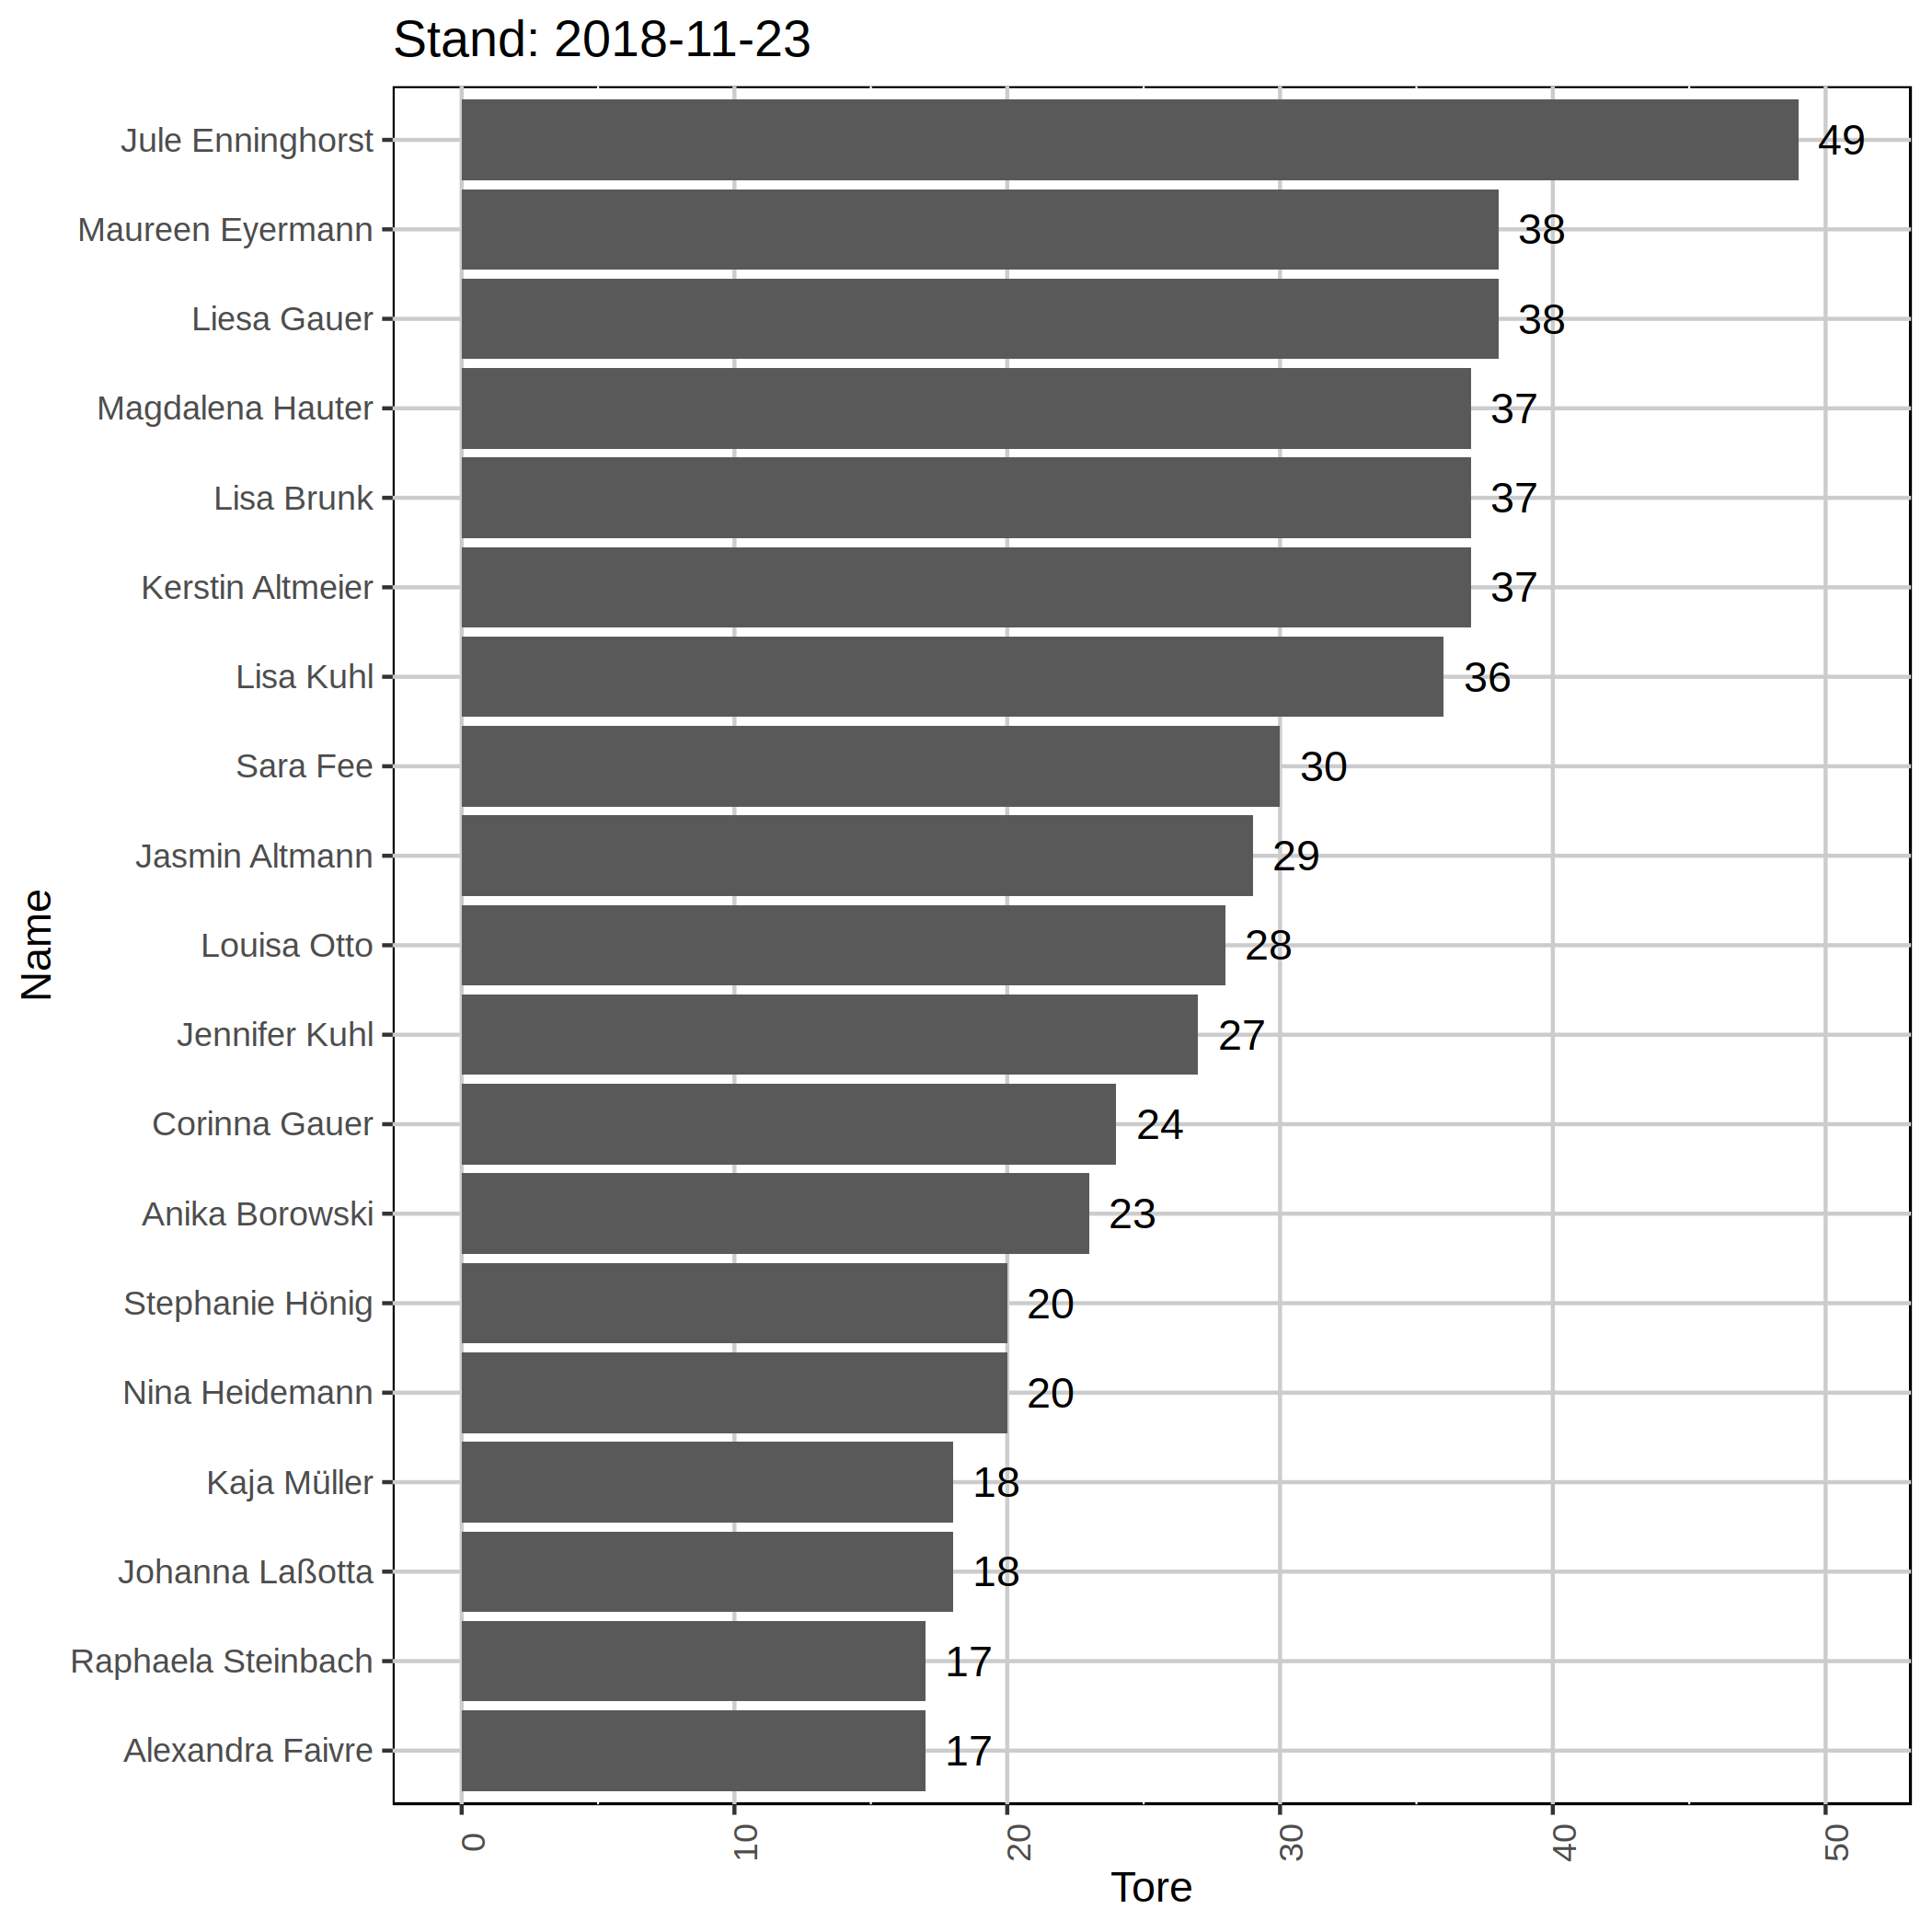 Stand: 2018-11-23
Jule Enninghorst 49
Maureen Eyermann 38
Liesa Gauer 38
Magdalena Hauter 37
Lisa Brunk 37
Kerstin Altmeier 37
Lisa Kuhl 36
Sara Fee 30
Jasmin Altmann 29
Louisa Otto 28
Jennifer Kuhl 27
Corinna Gauer 24
Anika Borowski 23
Stephanie Hönig 20
Nina Heidemann 20
Kaja Müller 18
Johanna Laßotta 18
Raphaela Steinbach 17
Alexandra Faivre 17
Name
0 10 20 30 40 50
Tore